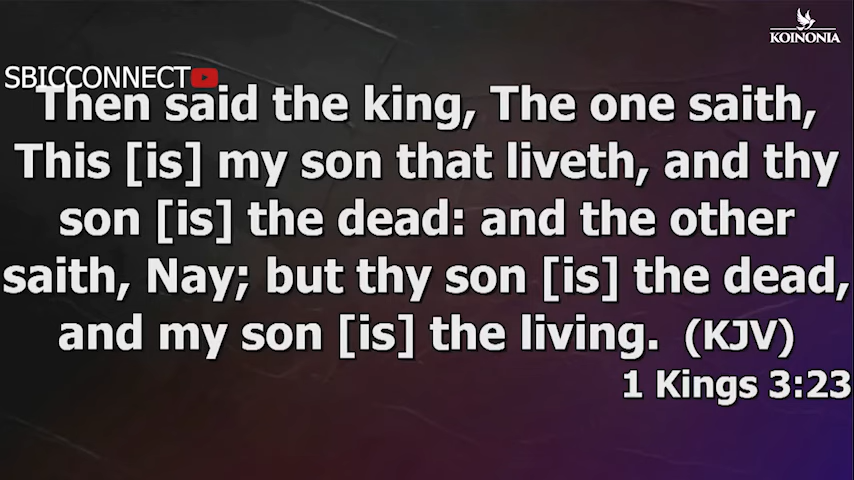 KOINONIA
SBICCONNECT
Then said the king, The one saith,
This [is] my son that liveth, and thy
son [is] the dead: and the other
saith, Nay; but thy son [is] the dead,
and my son [is] the living. (KJV)
1 Kings 3:23